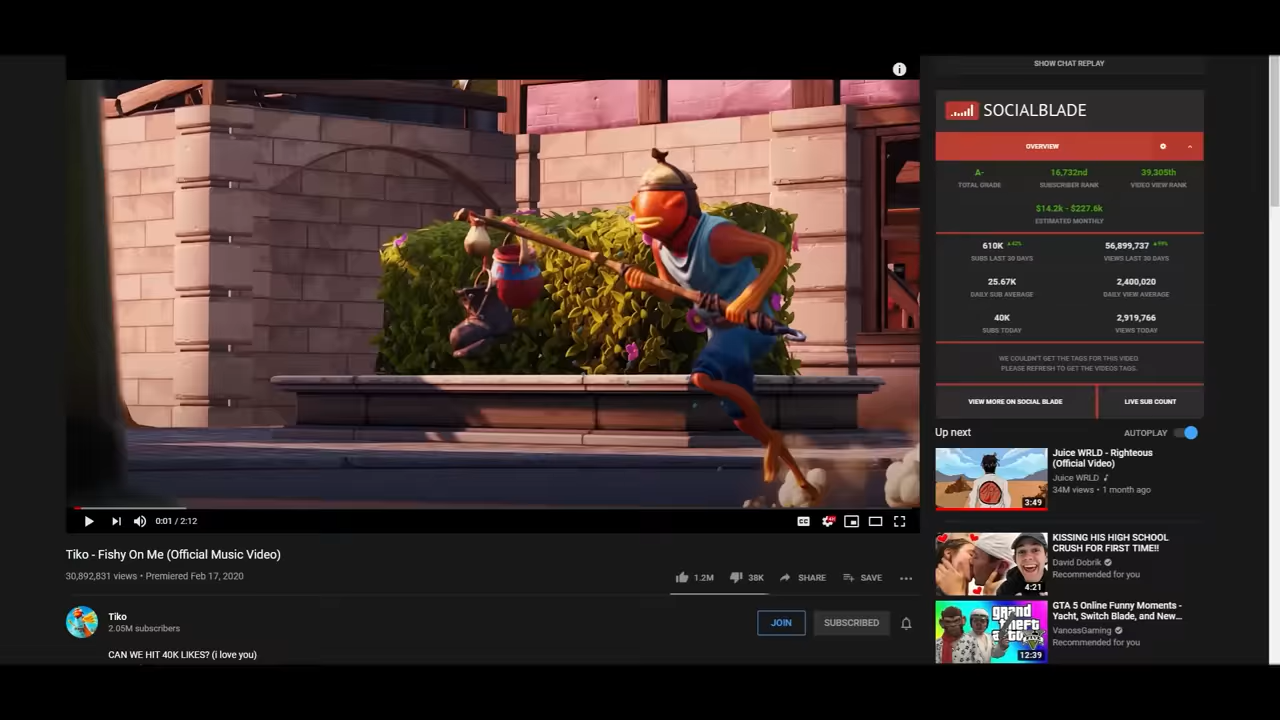 SHOW CHAT REPLAY
SOCIALBLADE
OVERVIEW
A- 16,732nd 39,305th
TOTAL GRADE SUBSCRIBER RANK VIDEO VIEW RANK
$14.2k - $227.6k
ESTIMATED MONTHLY
610K ▲42% 56,899,737 ▲59%
SUBS LAST 30 DAYS VIEWS LAST 30 DAYS
25.67K 2,400,020
DAILY SUB AVERAGE DAILY VIEW AVERAGE
40K 2,919,766
SUBS TODAY VIEWS TODAY
WE COULDN'T GET THE TAGS FOR THIS VIDEO.
PLEASE REFRESH TO GET THE VIDEOS TAGS.
VIEW MORE ON SOCIAL BLADE LIVE SUB COUNT
Up next AUTOPLAY
Juice WRLD - Righteous
(Official Video)
Juice WRLD
34M views • 1 month ago
3:49
KISSING HIS HIGH SCHOOL
CRUSH FOR FIRST TIME!!
David Dobrik
Recommended for you
4:21
GTA 5 Online Funny Moments -
Yacht, Switch Blade, and New...
VanossGaming
Recommended for you
grand
theft
auto
12:39
0:01 / 2:12
CC
Tiko - Fishy On Me (Official Music Video)
30,892,831 views • Premiered Feb 17, 2020
1.2M 38K SHARE SAVE
Tiko
2.05M subscribers
JOIN SUBSCRIBED
CAN WE HIT 40K LIKES? (i love you)